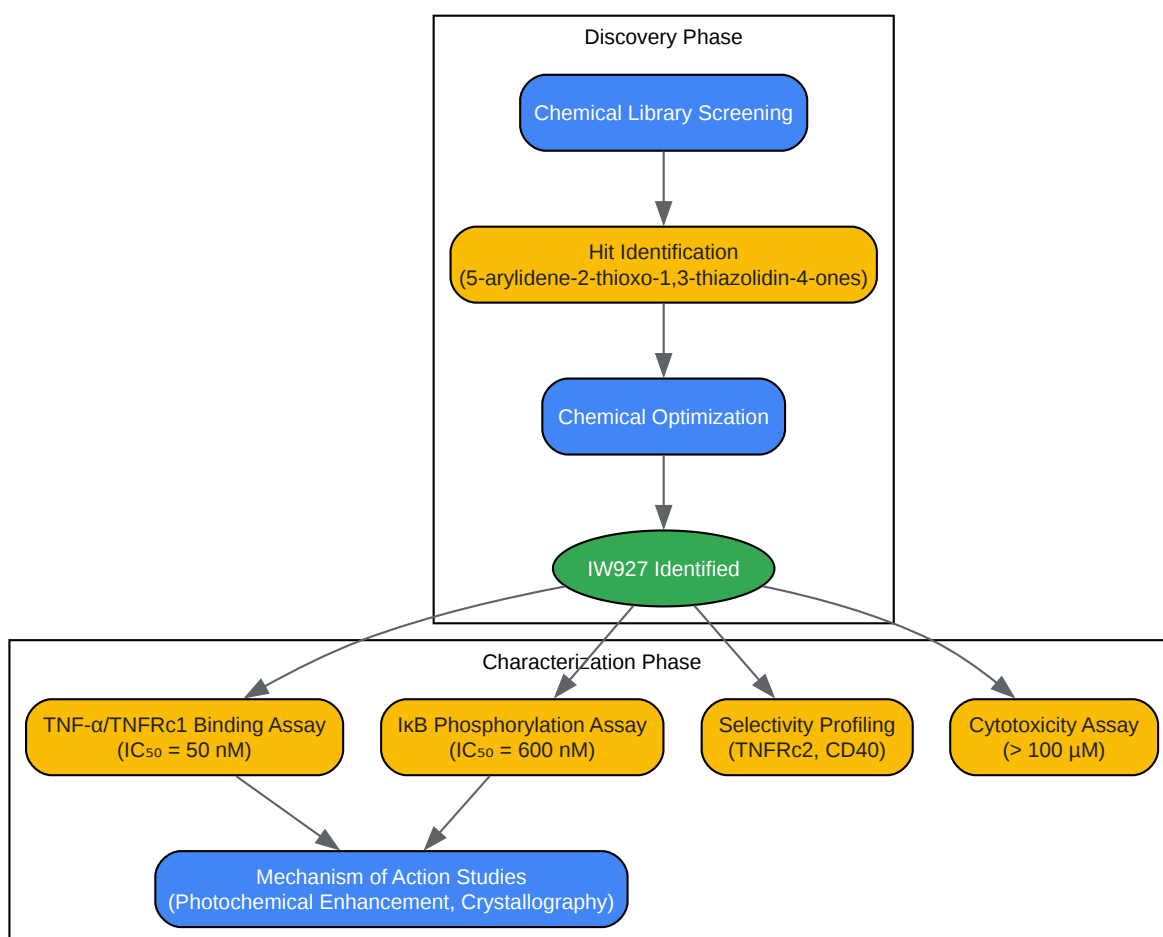 Discovery Phase
Chemical Library Screening
Hit Identification
(5-arylidene-2-thioxo-1,3-thiazolidin-4-ones)
Chemical Optimization
IW927 Identified
Characterization Phase
TNF-α/TNFRc1 Binding Assay
(IC₅₀ = 50 nM)
IκB Phosphorylation Assay
(IC₅₀ = 600 nM)
Selectivity Profiling
(TNFRc2, CD40)
Cytotoxicity Assay
(> 100 μM)
Mechanism of Action Studies
(Photochemical Enhancement, Crystallography)